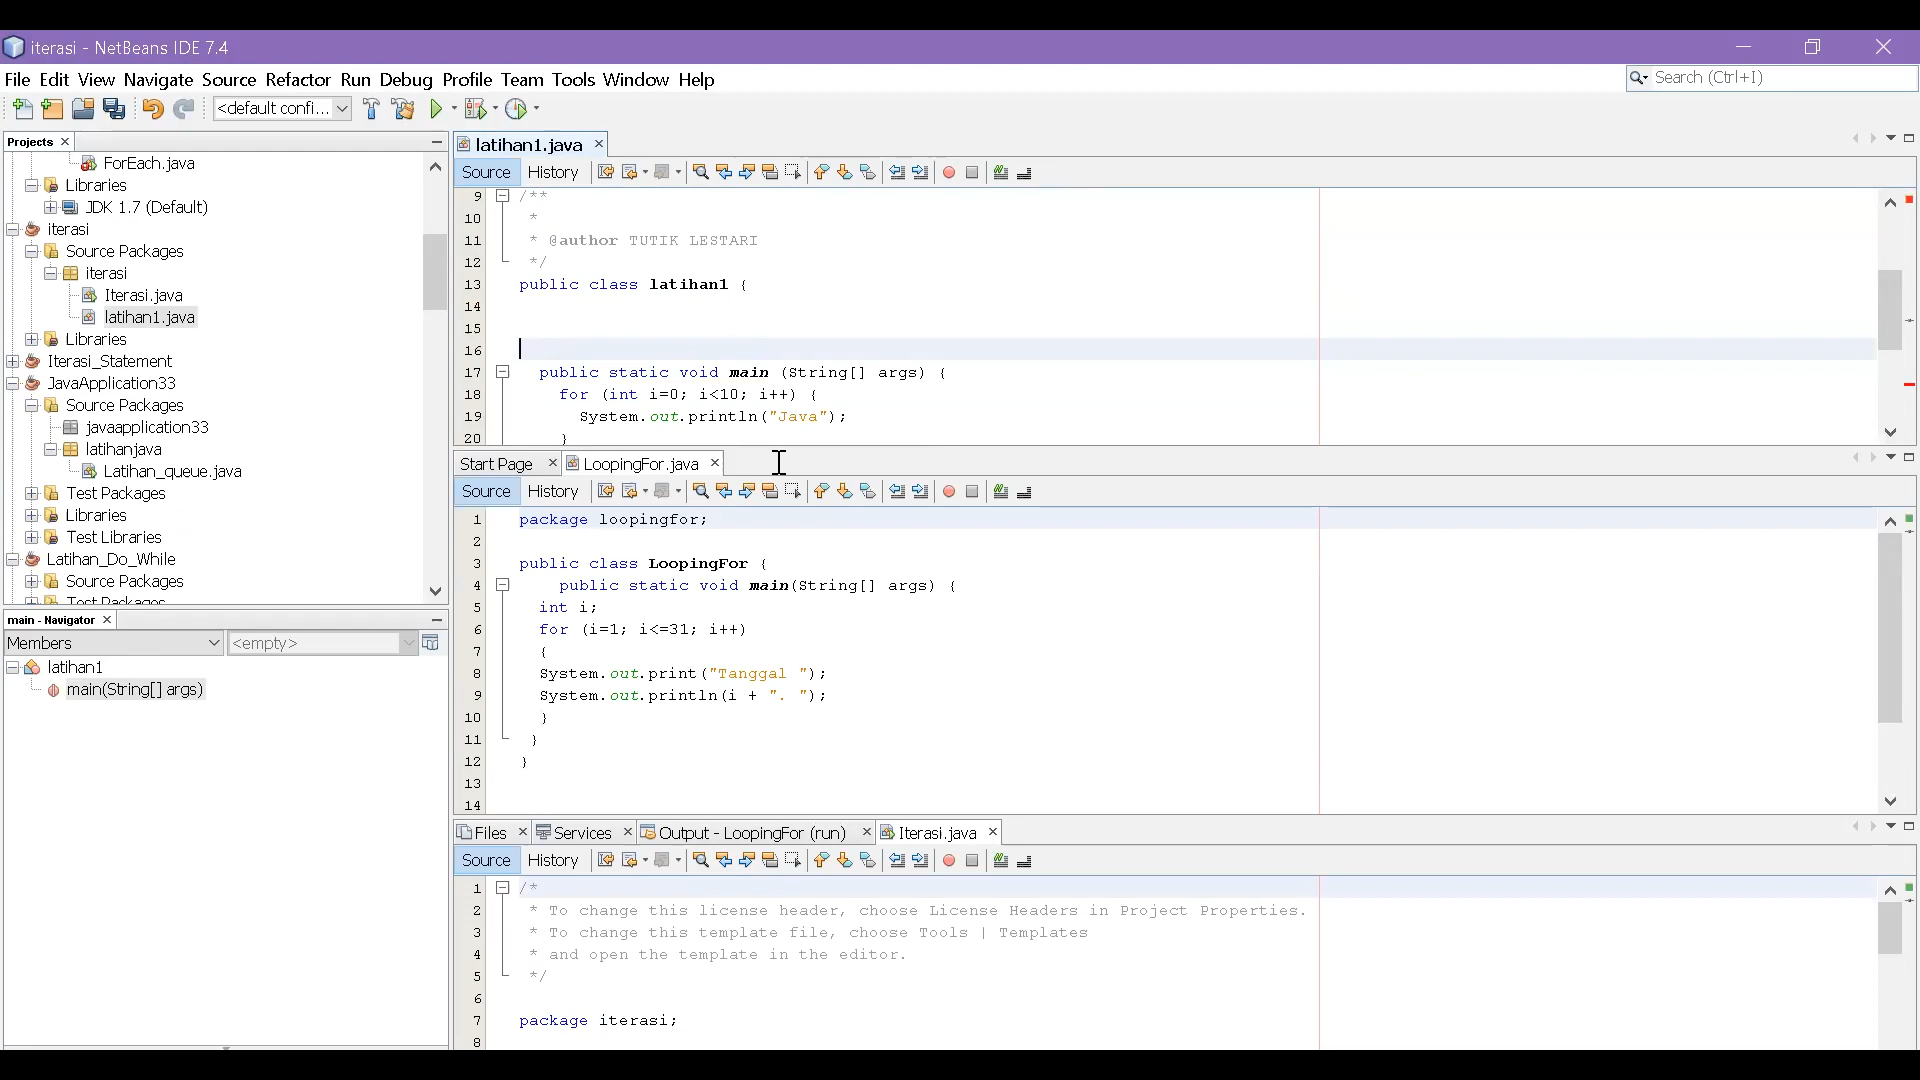 iterasi - NetBeans IDE 7.4
File Edit View Navigate Source Refactor Run Debug Profile Team Tools Window Help
Search (Ctrl+I)
<default confi...
Projects
ForEach.java
Libraries
JDK 1.7 (Default)
iterasi
Source Packages
iterasi
Iterasi.java
latihan1.java
Libraries
Iterasi_Statement
JavaApplication33
Source Packages
javaapplication33
latihanjava
Latihan_queue.java
Test Packages
Libraries
Test Libraries
Latihan_Do_While
Source Packages
Test Packages
main - Navigator
Members
<empty>
latihan1
main(String[] args)
latihan1.java
Source History
9 /**
10 *
11 * @author TUTIK LESTARI
12 */
13 public class latihan1 {
14
15
16
17 public static void main (String[] args) {
18 for (int i=0; i<10; i++) {
19 System.out.println("Java");
20 }
Start Page LoopingFor.java
Source History
1 package loopingfor;
2
3 public class LoopingFor {
4 public static void main(String[] args) {
5 int i;
6 for (i=1; i<=31; i++)
7 {
8 System.out.print("Tanggal ");
9 System.out.println(i + ". ");
10 }
11 }
12 }
13
14
Files Services Output - LoopingFor (run) Iterasi.java
Source History
1 /*
2 * To change this license header, choose License Headers in Project Properties.
3 * To change this template file, choose Tools | Templates
4 * and open the template in the editor.
5 */
6
7 package iterasi;
8